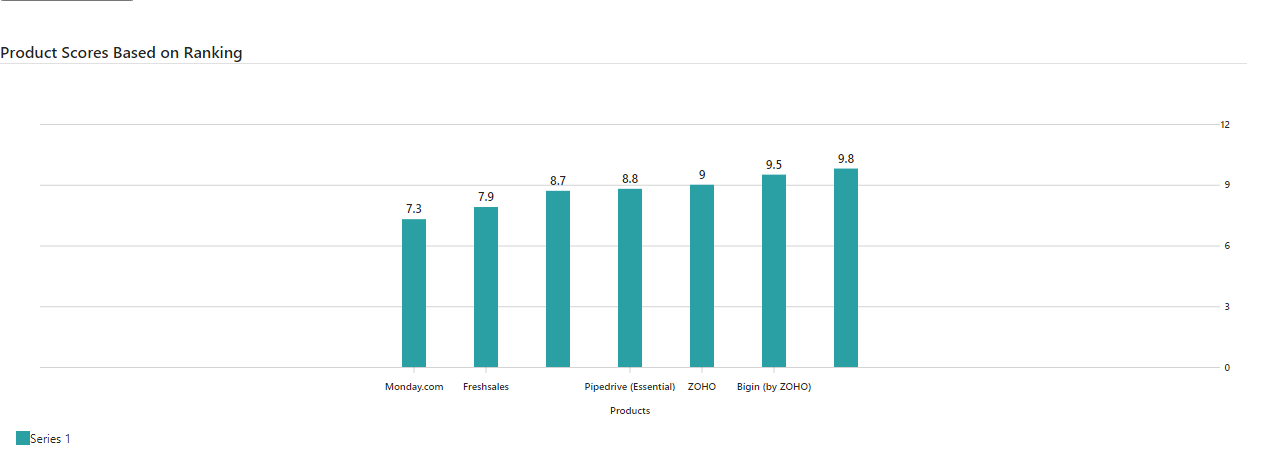 Product Scores Based on Ranking
12
9
6
3
0
7.3
7.9
8.7
8.8
9
9.5
9.8
Monday.com
Freshsales
Pipedrive (Essential)
ZOHO
Bigin (by ZOHO)
Products
Series 1